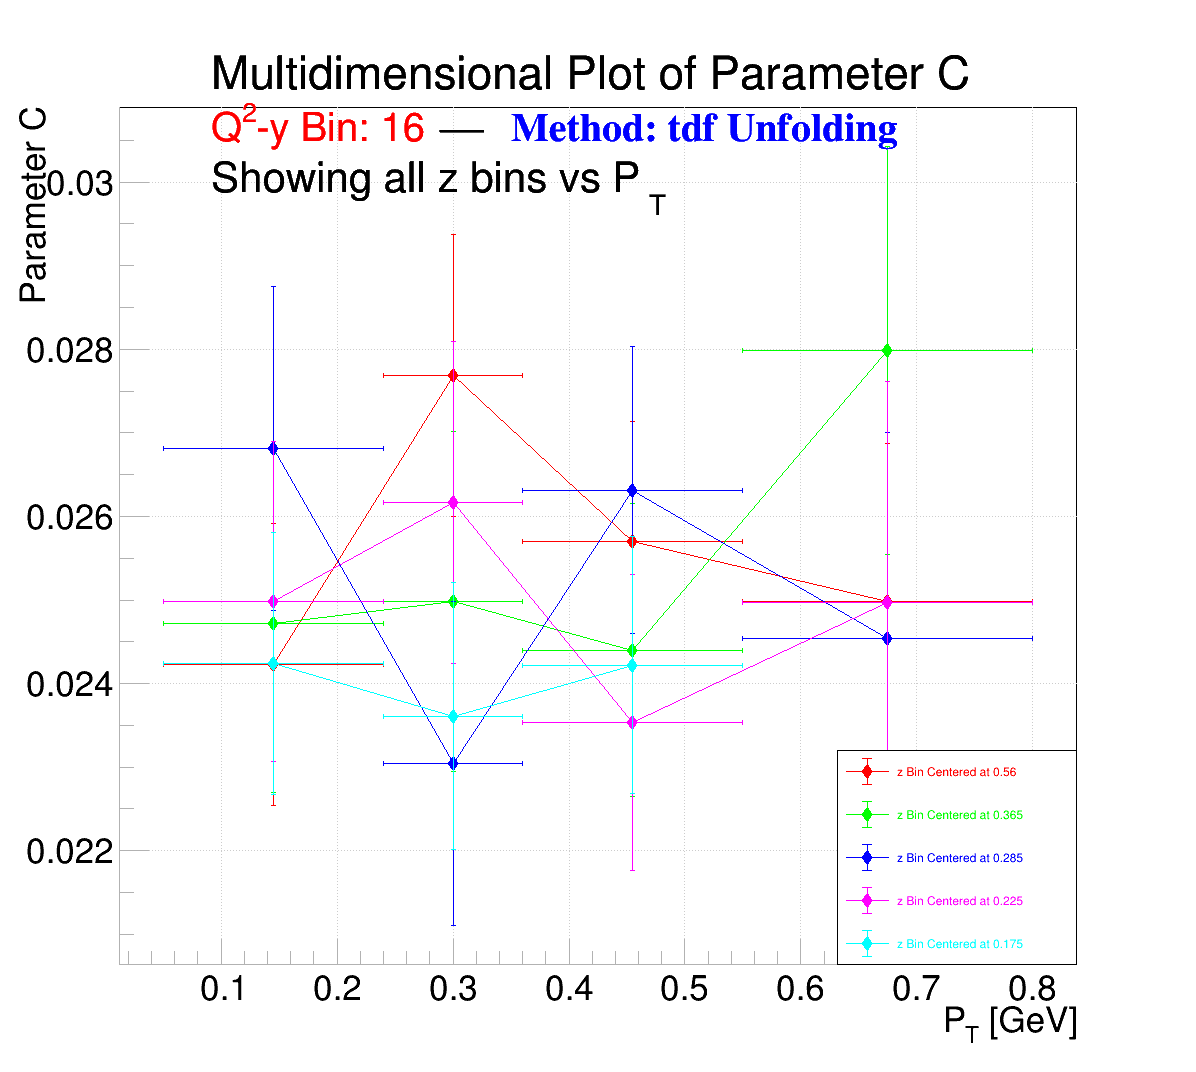 Multidimensional Plot of Parameter C
Q²-y Bin: 16 — Method: tdf Unfolding
Showing all z bins vs P_T
Parameter C
0.03
0.028
0.026
0.024
0.022
z Bin Centered at 0.56
z Bin Centered at 0.365
z Bin Centered at 0.285
z Bin Centered at 0.225
z Bin Centered at 0.175
0.1 0.2 0.3 0.4 0.5 0.6 0.7 0.8
P_T [GeV]